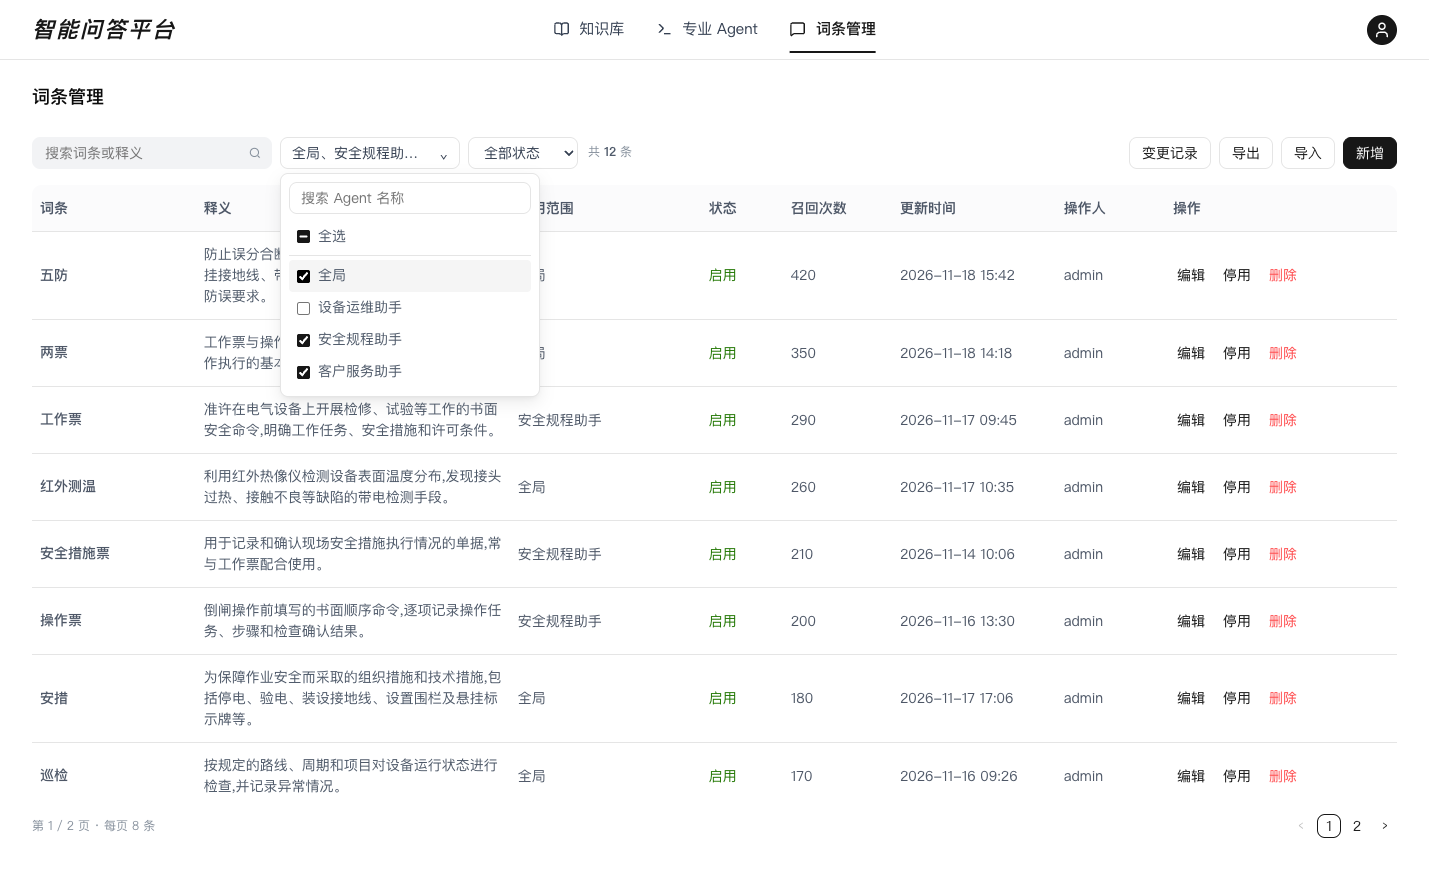 智能问答平台
知识库
专业 Agent
词条管理
词条管理
搜索词条或释义
全局、安全规程助...
全部状态
共 12 条
变更记录
导出
导入
新增
搜索 Agent 名称
全选
全局
设备运维助手
安全规程助手
客户服务助手
词条 释义 用范围 状态 召回次数 更新时间 操作人 操作
五防
防止误分合
挂接地线、
防误要求。
启用 420 2026-11-18 15:42 admin 编辑 停用 删除
两票
工作票与操
作执行的基
启用 350 2026-11-18 14:18 admin 编辑 停用 删除
工作票
准许在电气设备上开展检修、试验等工作的书面
安全命令,明确工作任务、安全措施和许可条件。
安全规程助手 启用 290 2026-11-17 09:45 admin 编辑 停用 删除
红外测温
利用红外热像仪检测设备表面温度分布,发现接头
过热、接触不良等缺陷的带电检测手段。
全局 启用 260 2026-11-17 10:35 admin 编辑 停用 删除
安全措施票
用于记录和确认现场安全措施执行情况的单据,常
与工作票配合使用。
安全规程助手 启用 210 2026-11-14 10:06 admin 编辑 停用 删除
操作票
倒闸操作前填写的书面顺序命令,逐项记录操作任
务、步骤和检查确认结果。
安全规程助手 启用 200 2026-11-16 13:30 admin 编辑 停用 删除
安措
为保障作业安全而采取的组织措施和技术措施,包
括停电、验电、装设接地线、设置围栏及悬挂标
示牌等。
全局 启用 180 2026-11-17 17:06 admin 编辑 停用 删除
巡检
按规定的路线、周期和项目对设备运行状态进行
检查,并记录异常情况。
全局 启用 170 2026-11-16 09:26 admin 编辑 停用 删除
第 1 / 2 页 · 每页 8 条
1 2